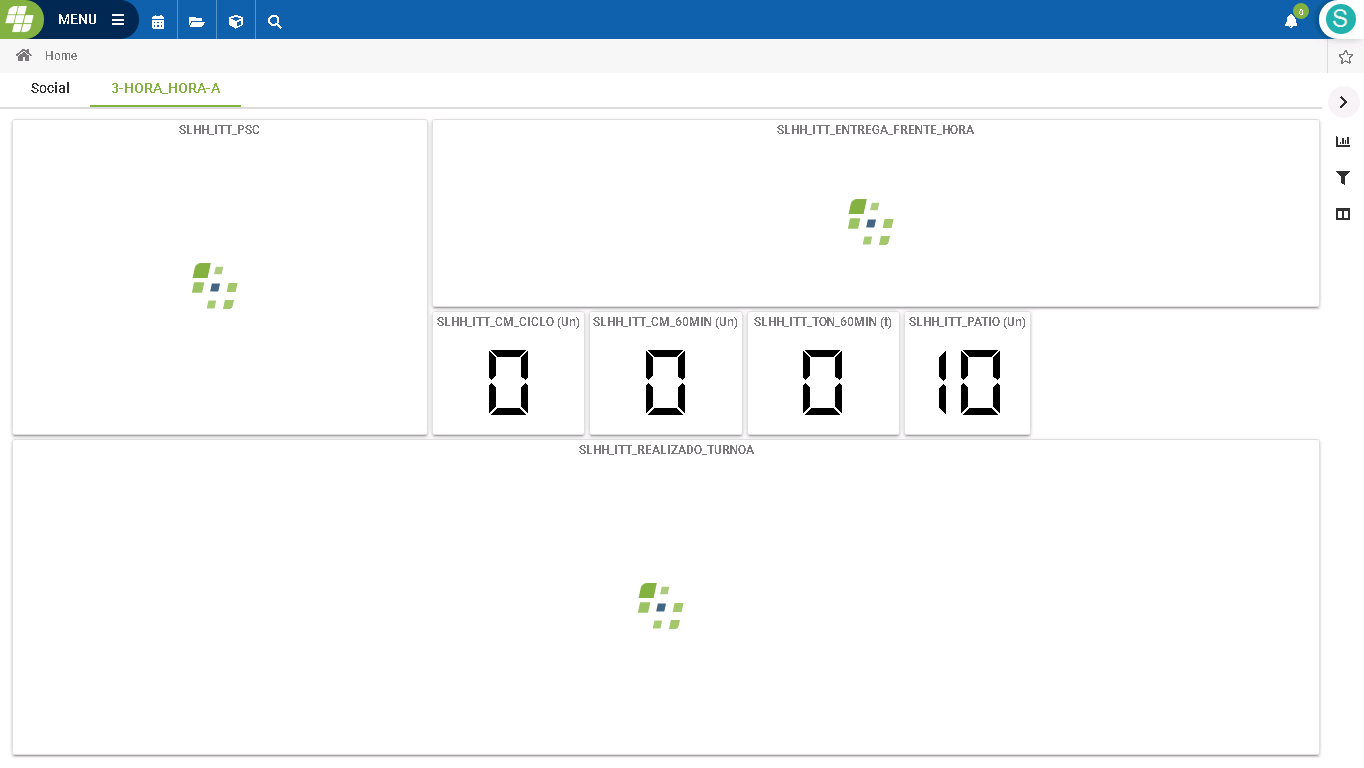 MENU
0
S
Home
Social
3-HORA_HORA-A
SLHH_ITT_PSC
SLHH_ITT_ENTREGA_FRENTE_HORA
SLHH_ITT_CM_CICLO (Un)
0
SLHH_ITT_CM_60MIN (Un)
0
SLHH_ITT_TON_60MIN (t)
0
SLHH_ITT_PATIO (Un)
10
SLHH_ITT_REALIZADO_TURNOA